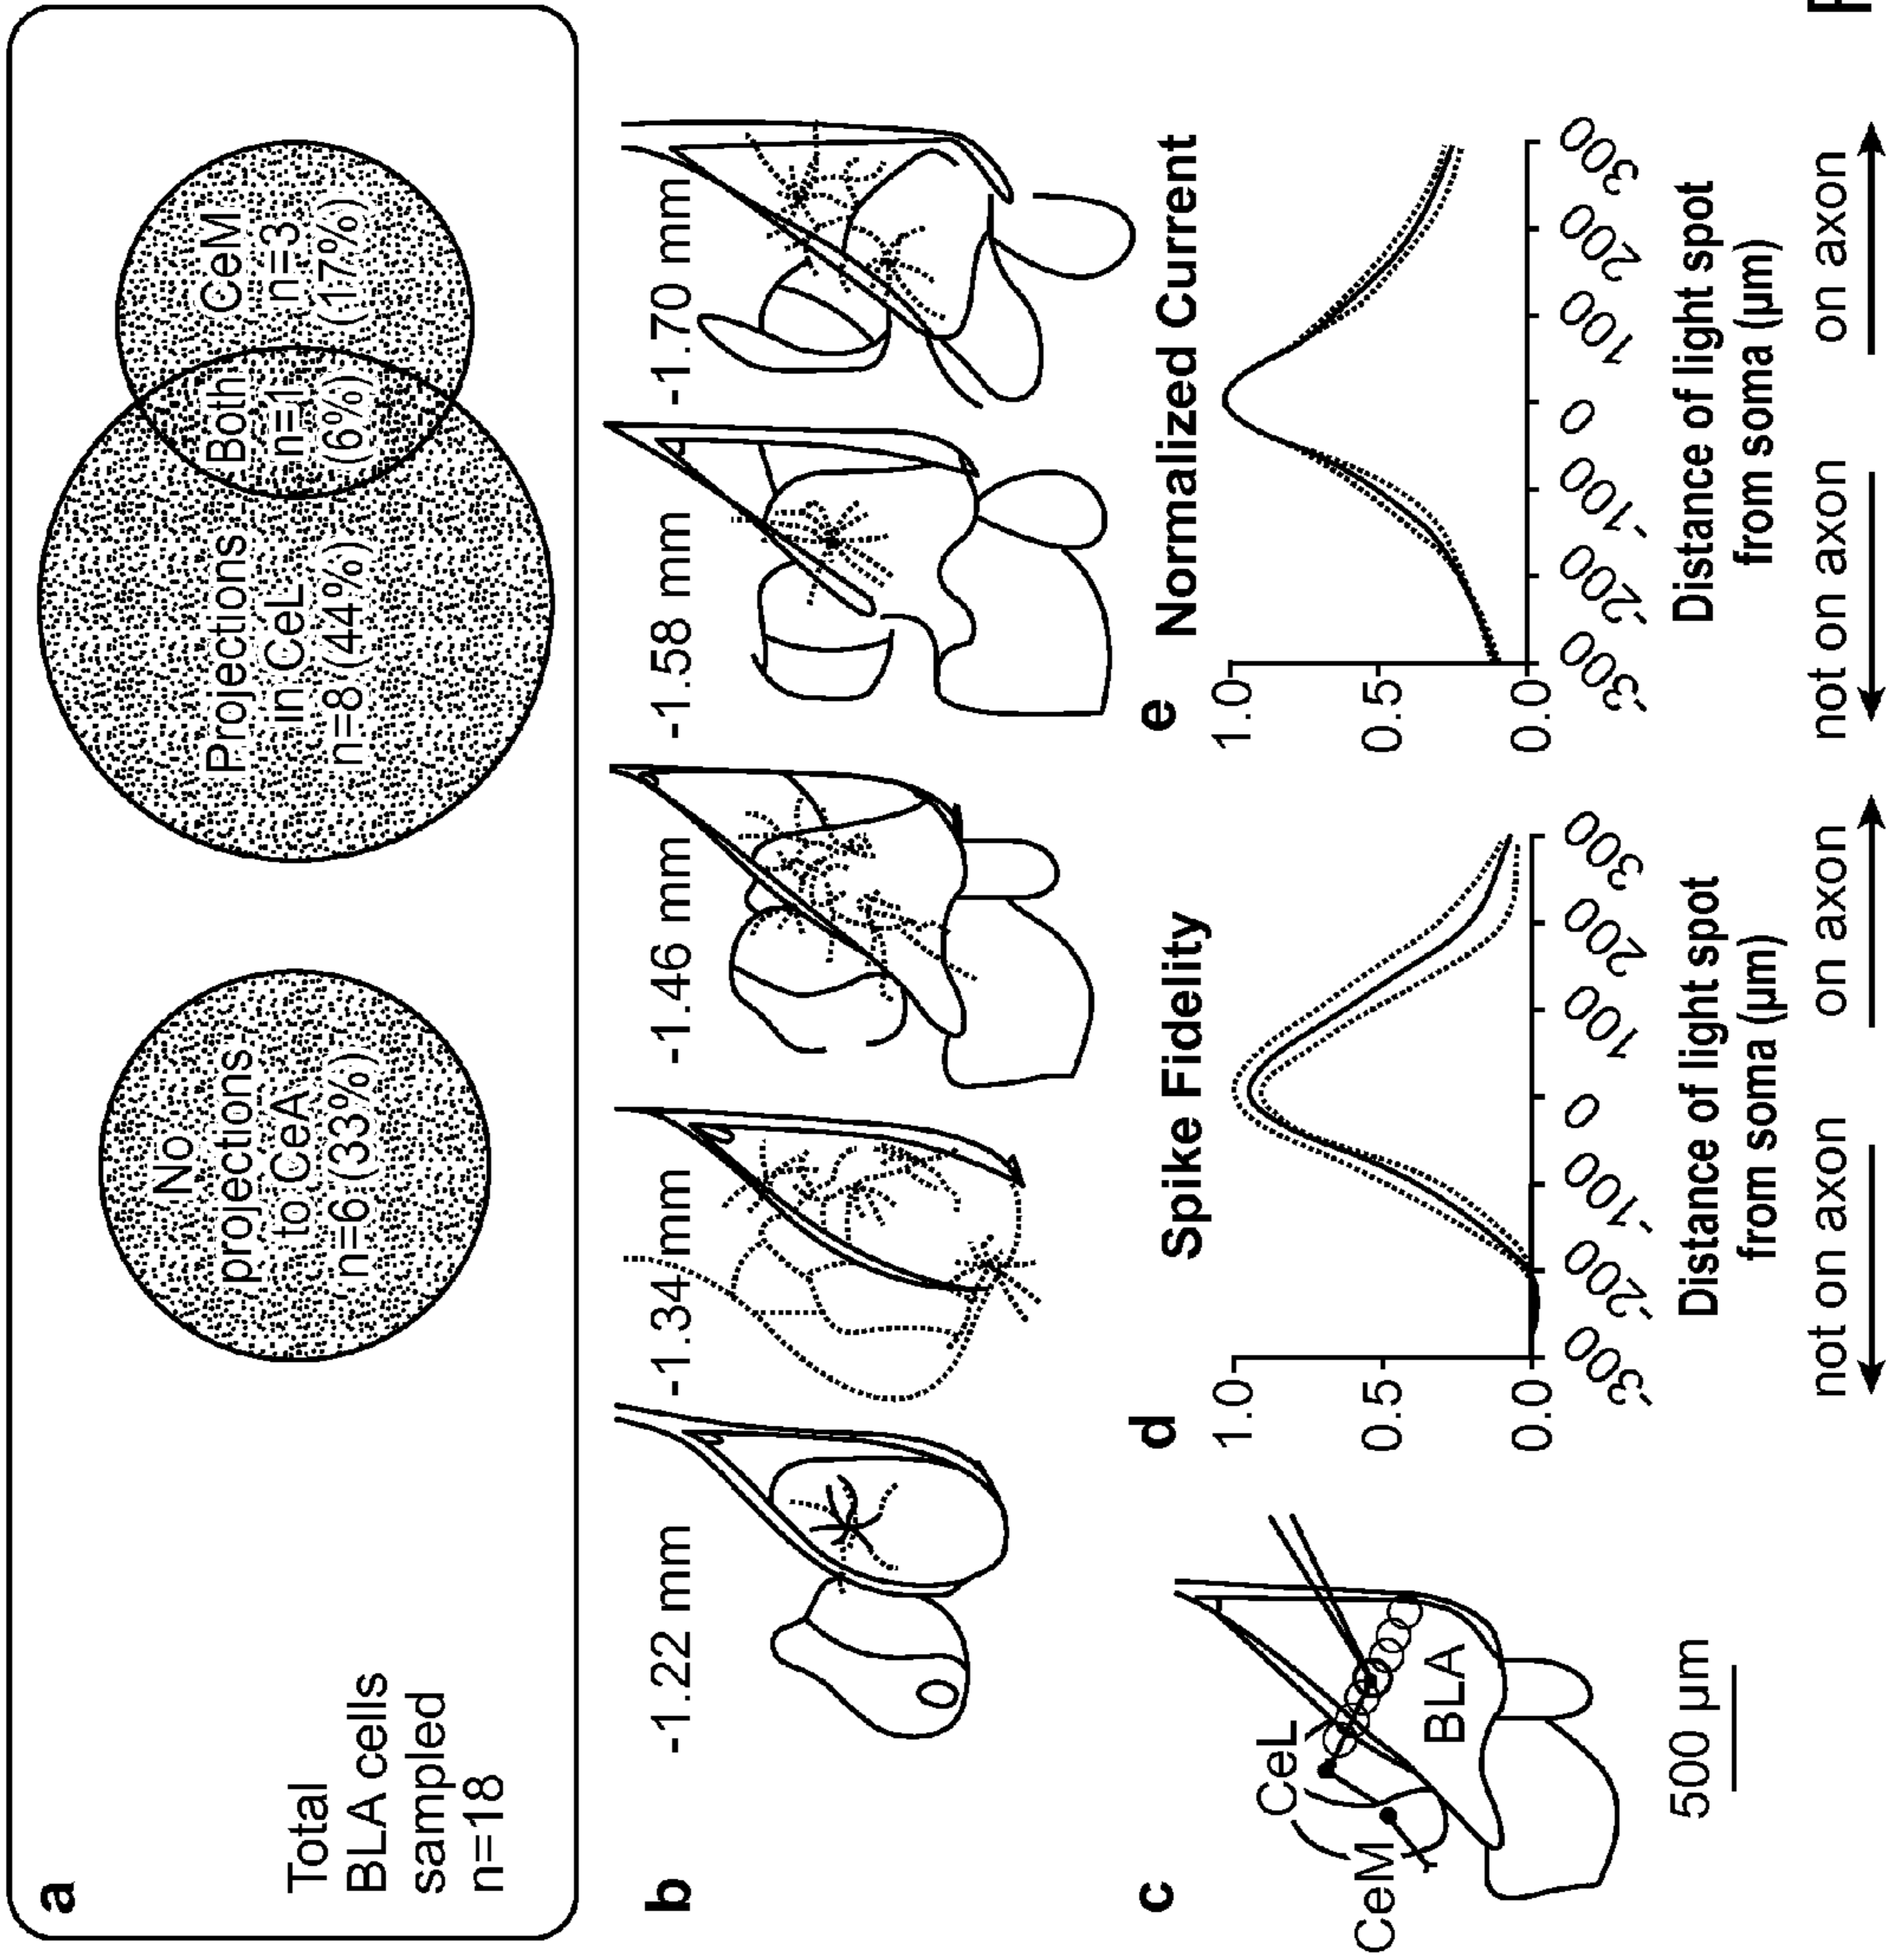 a
Total
BLA cells
sampled
n=18
No
projections
to CeA
n=6 (33%)
Projections
in CeL
n=8 (44%)
Both
n=1
(6%)
CeM
n=3
(17%)
b
-1.22 mm
-1.34 mm
-1.46 mm
-1.58 mm
-1.70 mm
c
CeM
CeL
BLA
500 µm
d
Spike Fidelity
1.0
0.5
0.0
-300
-200
-100
0
100
200
300
Distance of light spot
from soma (µm)
not on axon
on axon
e
Normalized Current
1.0
0.5
0.0
-300
-200
-100
0
100
200
300
Distance of light spot
from soma (µm)
not on axon
on axon